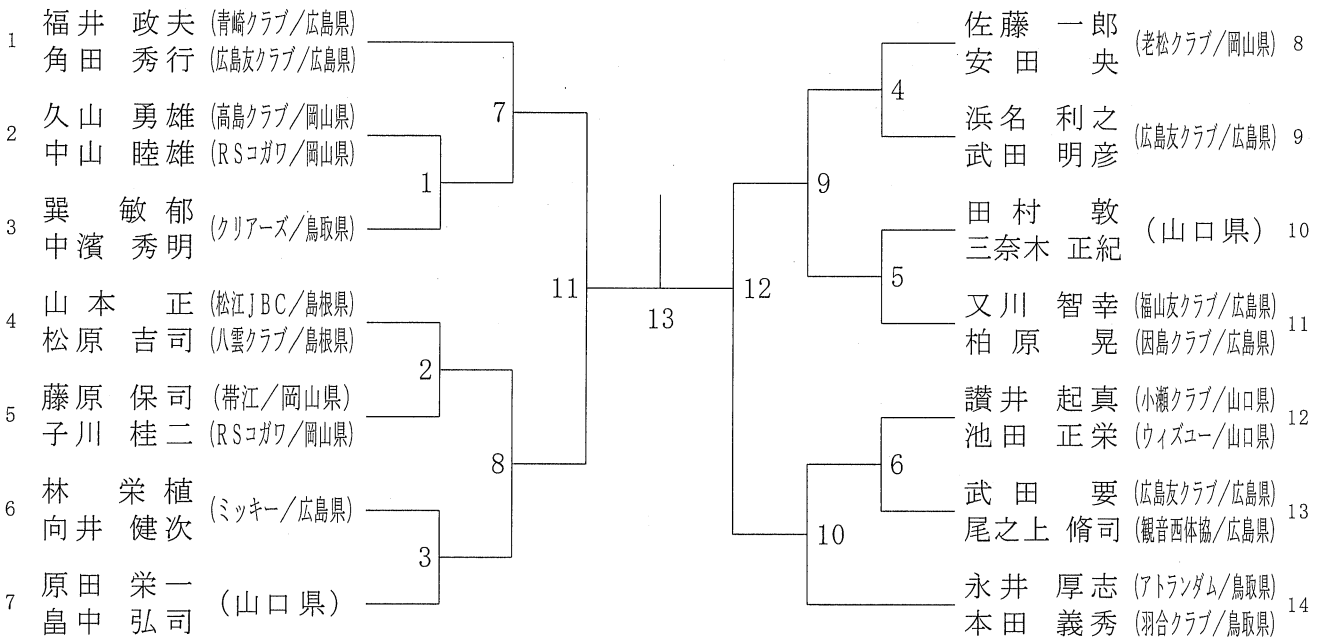 1 福井 政夫 (青崎クラブ/広島県)
角田 秀行 (広島友クラブ/広島県)
2 久山 勇雄 (高島クラブ/岡山県)
中山 睦雄 (RSコガワ/岡山県)
3 巽 敏郁 (クリアーズ/鳥取県)
中濱 秀明
4 山本 正 (松江JBC/島根県)
松原 吉司 (八雲クラブ/島根県)
5 藤原 保司 (帯江/岡山県)
子川 桂二 (RSコガワ/岡山県)
6 林 栄植 (ミッキー/広島県)
向井 健次
7 原田 栄一 (山口県)
畠中 弘司
7
1
11
2
8
3
13
12
4
9
5
6
10
佐藤 一郎 (老松クラブ/岡山県) 8
安田 央
浜名 利之 (広島友クラブ/広島県) 9
武田 明彦
田村 敦 (山口県) 10
三奈木 正紀
又川 智幸 (福山友クラブ/広島県) 11
柏原 晃 (因島クラブ/広島県)
讃井 起真 (小瀬クラブ/山口県) 12
池田 正栄 (ウィズユー/山口県)
武田 要 (広島友クラブ/広島県) 13
尾之上 脩司 (観音西体協/広島県)
永井 厚志 (アトランダム/鳥取県) 14
本田 義秀 (羽合クラブ/鳥取県)